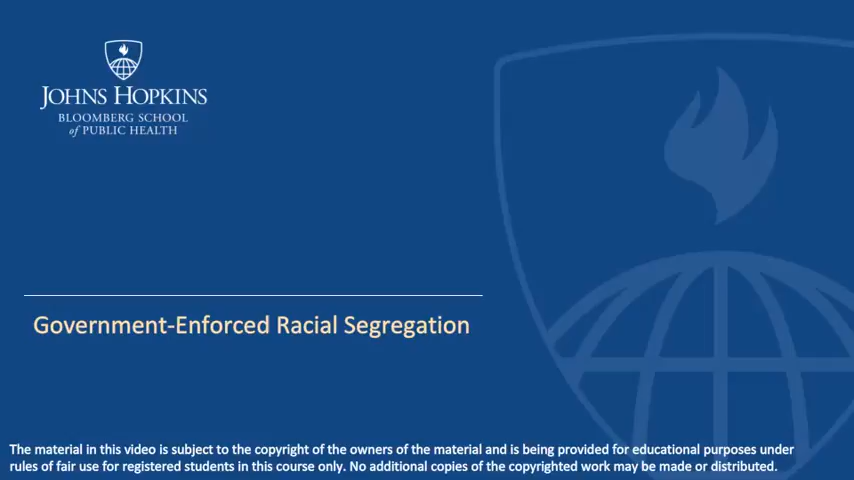 JOHNS HOPKINS
BLOOMBERG SCHOOL
of PUBLIC HEALTH
Government-Enforced Racial Segregation
The material in this video is subject to the copyright of the owners of the material and is being provided for educational purposes under
rules of fair use for registered students in this course only. No additional copies of the copyrighted work may be made or distributed.